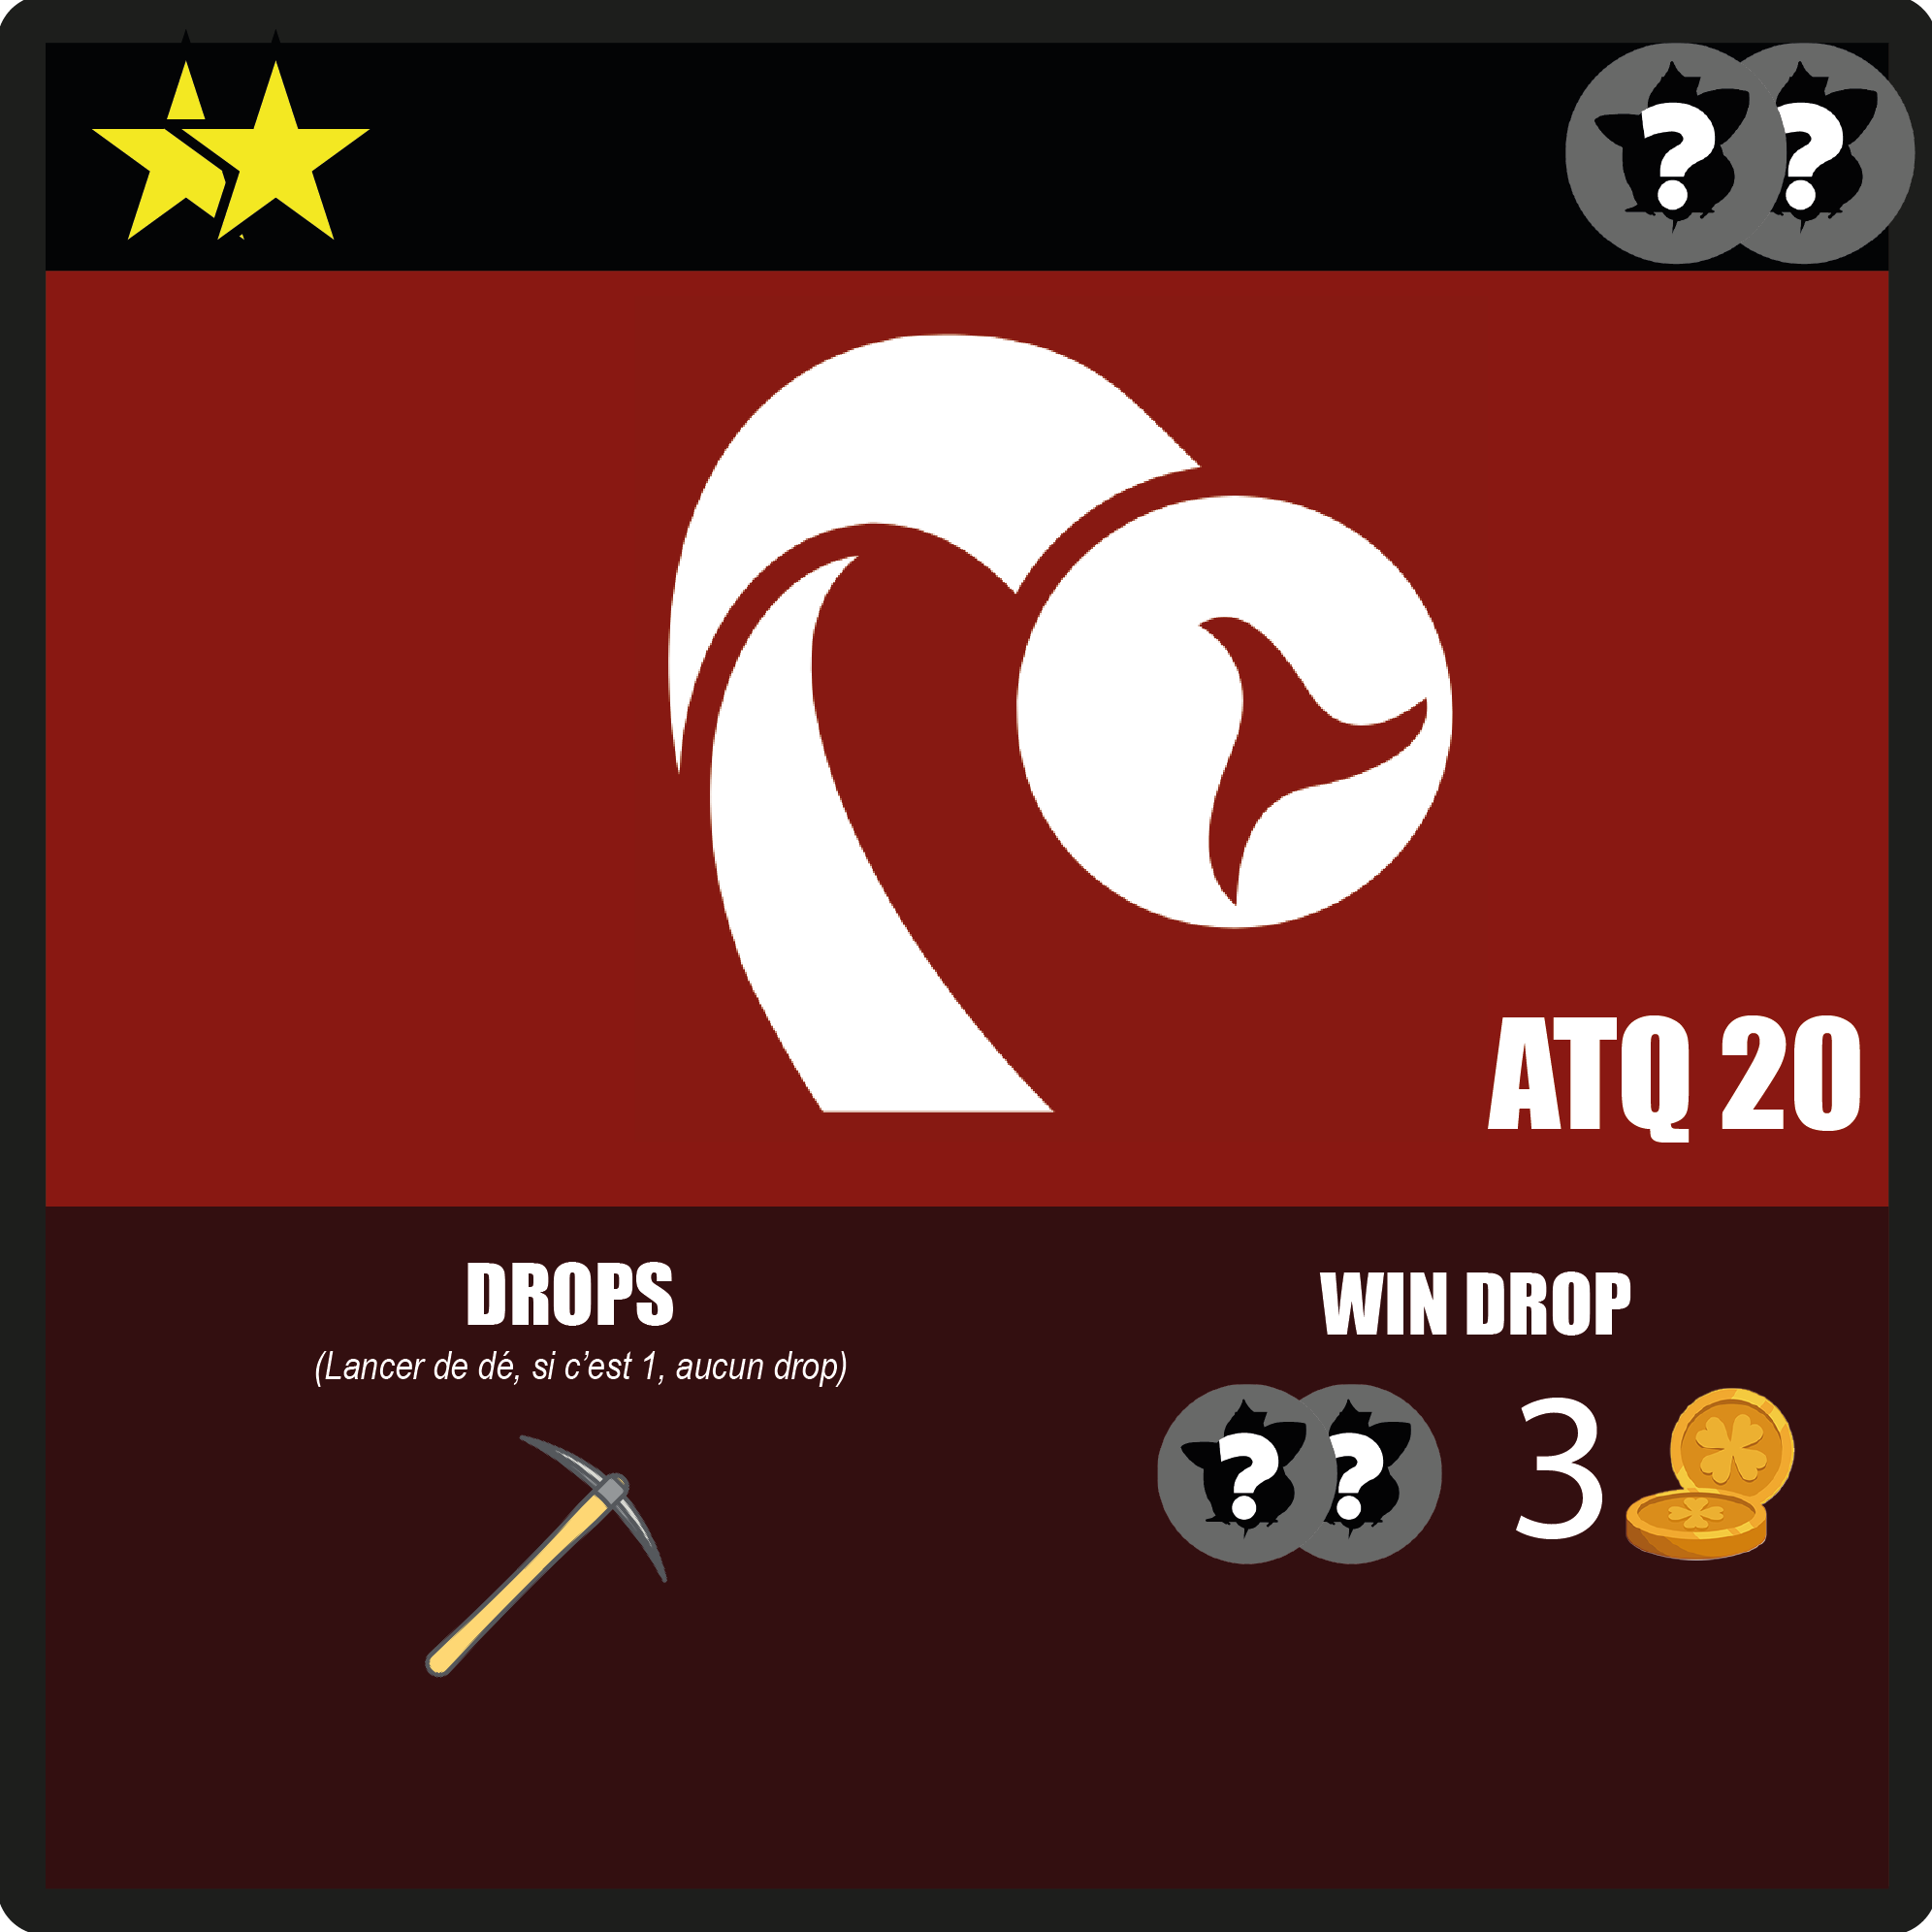 ? ?
ATQ 20
DROPS
(Lancer de dé, si c'est 1, aucun drop)
WIN DROP
? ? 3